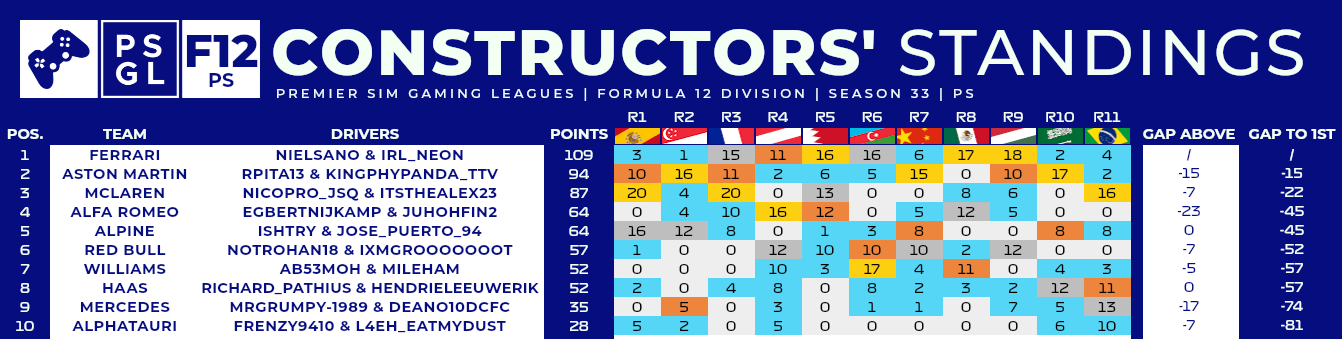 PS
GL
F12
PS
CONSTRUCTORS' STANDINGS
PREMIER SIM GAMING LEAGUES | FORMULA 12 DIVISION | SEASON 33 | PS
POS. TEAM DRIVERS POINTS R1 R2 R3 R4 R5 R6 R7 R8 R9 R10 R11 GAP ABOVE GAP TO 1ST
1 FERRARI NIELSANO & IRL_NEON 109 3 1 15 11 16 16 6 17 18 2 4 / /
2 ASTON MARTIN RPITA13 & KINGPHYPANDA_TTV 94 10 16 11 2 6 5 15 0 10 17 2 -15 -15
3 MCLAREN NICOPRO_JSQ & ITSTHEALEX23 87 20 4 20 0 13 0 0 8 6 0 16 -7 -22
4 ALFA ROMEO EGBERTNIJKAMP & JUHOHFIN2 64 0 4 10 16 12 0 5 12 5 0 0 -23 -45
5 ALPINE ISHTRY & JOSE_PUERTO_94 64 16 12 8 0 1 3 8 0 0 8 8 0 -45
6 RED BULL NOTROHAN18 & IXMGROOOOOOOT 57 1 0 0 12 10 10 10 2 12 0 0 -7 -52
7 WILLIAMS AB53MOH & MILEHAM 52 0 0 0 10 3 17 4 11 0 4 3 -5 -57
8 HAAS RICHARD_PATHIUS & HENDRIELEEUWERIK 52 2 0 4 8 0 8 2 3 2 12 11 0 -57
9 MERCEDES MRGRUMPY-1989 & DEANO10DCFC 35 0 5 0 3 0 1 1 0 7 5 13 -17 -74
10 ALPHATAURI FRENZY9410 & L4EH_EATMYDUST 28 5 2 0 5 0 0 0 0 0 6 10 -7 -81